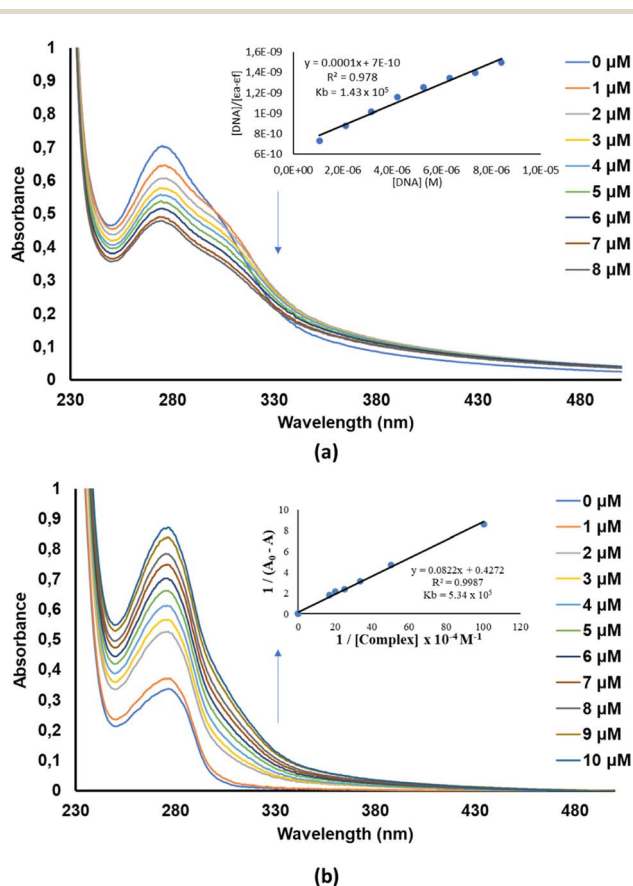 1,6E-09
1,4E-09
1,2E-09
1E-09
8E-10
6E-10
[DNA]/[εa-εf]
y = 0.0001x + 7E-10
R² = 0.978
Kb = 1.43 x 10⁵
0,0E+00 2,0E-06 4,0E-06 6,0E-06 8,0E-06 1,0E-05
[DNA] (M)
1
0,9
0,8
0,7
0,6
0,5
0,4
0,3
0,2
0,1
0
Absorbance
230 280 330 380 430 480
Wavelength (nm)
0 µM
1 µM
2 µM
3 µM
4 µM
5 µM
6 µM
7 µM
8 µM
(a)
1
0,9
0,8
0,7
0,6
0,5
0,4
0,3
0,2
0,1
0
Absorbance
10
8
6
4
2
0
1 / (A₀ - A)
y = 0.0822x + 0.4272
R² = 0.9987
Kb = 5.34 x 10⁵
0 20 40 60 80 100 120
1 / [Complex] x 10⁻⁴ M⁻¹
230 280 330 380 430 480
Wavelength (nm)
0 µM
1 µM
2 µM
3 µM
4 µM
5 µM
6 µM
7 µM
8 µM
9 µM
10 µM
(b)